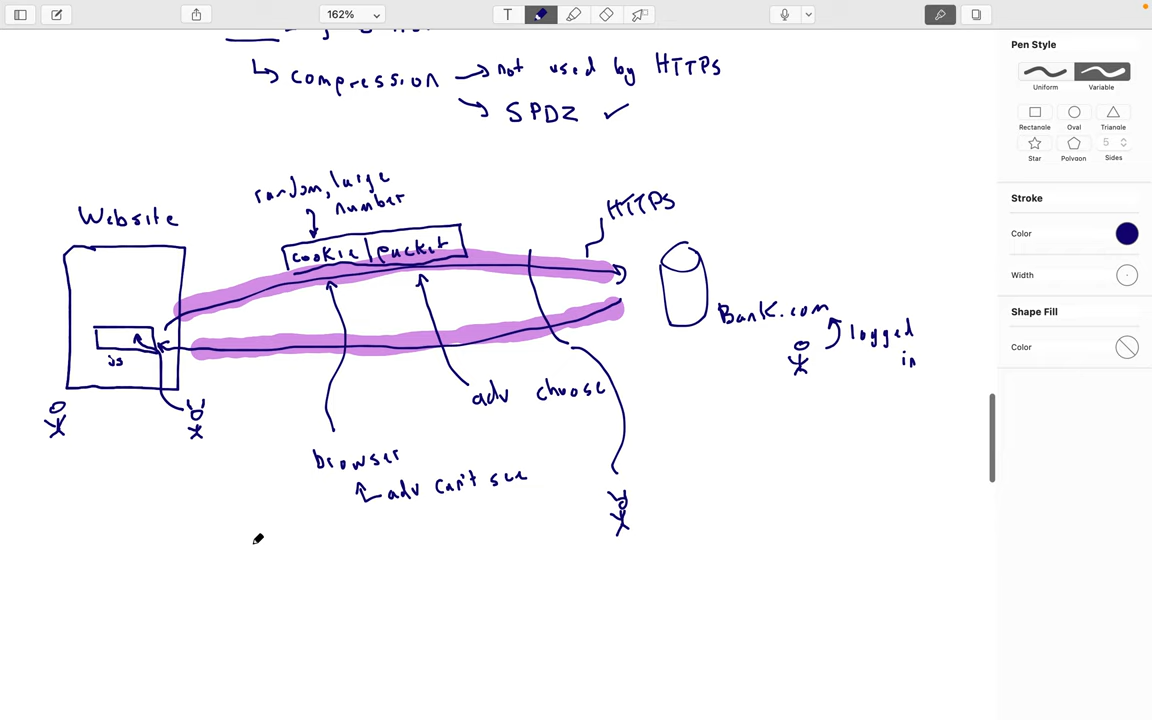 162%
T
↳ compression → not used by HTTPs
→ SPDZ ✓
random, large
number
Website
HTTPs
cookie | packet
Bank.com
logged
in
js
adv choose
browser
adv can't see
Pen Style
Uniform
Variable
Rectangle
Oval
Triangle
Star
Polygon
5
Sides
Stroke
Color
Width
Shape Fill
Color